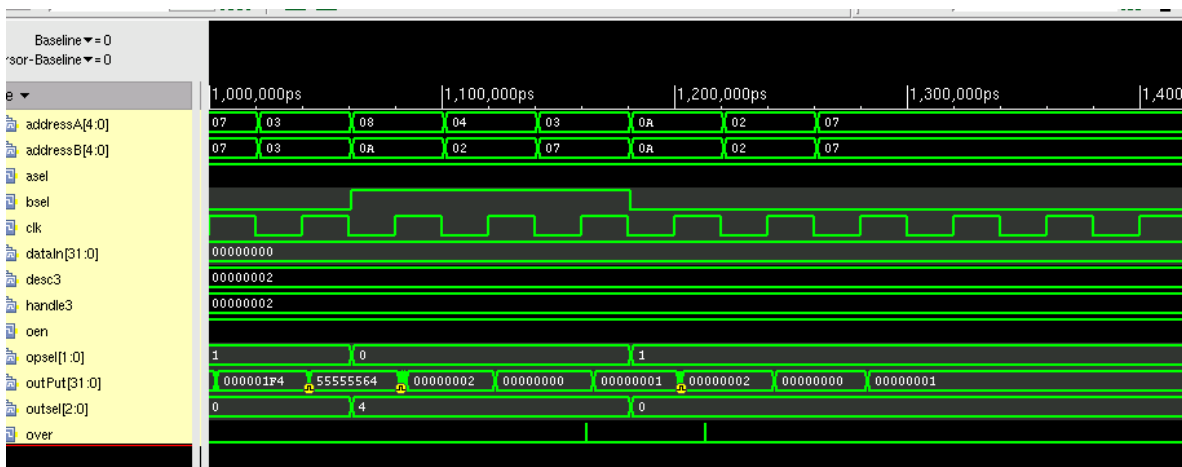 Baseline▼= 0
rsor-Baseline▼= 0
e ▼ 1,000,000ps 1,100,000ps 1,200,000ps 1,300,000ps 1,400
addressA[4:0] 07 03 08 04 03 0A 02 07
addressB[4:0] 07 03 0A 02 07 0A 02 07
asel
bsel
clk
dataIn[31:0] 00000000
desc3 00000002
handle3 00000002
oen
opsel[1:0] 1 0 1
outPut[31:0] 000001F4 55555564 00000002 00000000 00000001 00000002 00000000 00000001
outsel[2:0] 0 4 0
over